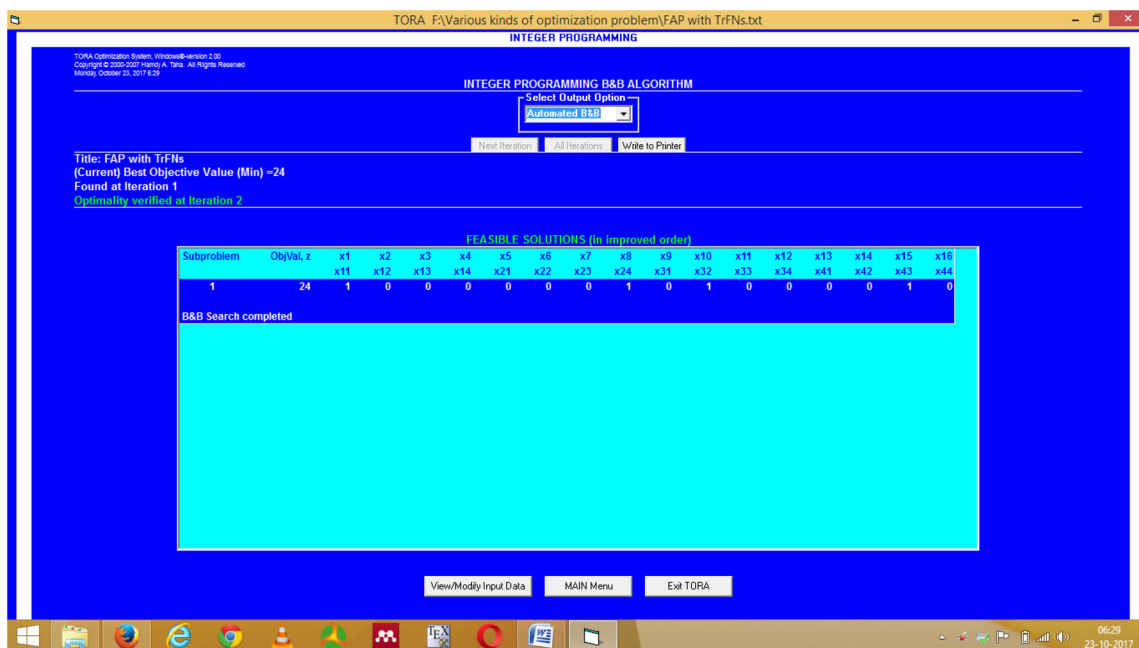 TORA F:\Various kinds of optimization problem\FAP with TrFNs.txt
INTEGER PROGRAMMING
TORA Optimization System, Windows®-version 2.00
Copyright © 2000-2007 Hamdy A. Taha. All Rights Reserved
Monday, October 23, 2017 6:29
INTEGER PROGRAMMING B&B ALGORITHM
Select Output Option
Automated B&B
Next Iteration All Iterations Write to Printer
Title: FAP with TrFNs
(Current) Best Objective Value (Min) =24
Found at Iteration 1
Optimality verified at Iteration 2
FEASIBLE SOLUTIONS (in improved order)
Subproblem ObjVal, z x1 x2 x3 x4 x5 x6 x7 x8 x9 x10 x11 x12 x13 x14 x15 x16
x11 x12 x13 x14 x21 x22 x23 x24 x31 x32 x33 x34 x41 x42 x43 x44
1 24 1 0 0 0 0 0 0 1 0 1 0 0 0 0 1 0
B&B Search completed
View/Modify Input Data MAIN Menu Exit TORA
TEX
W
06:29
23-10-2017